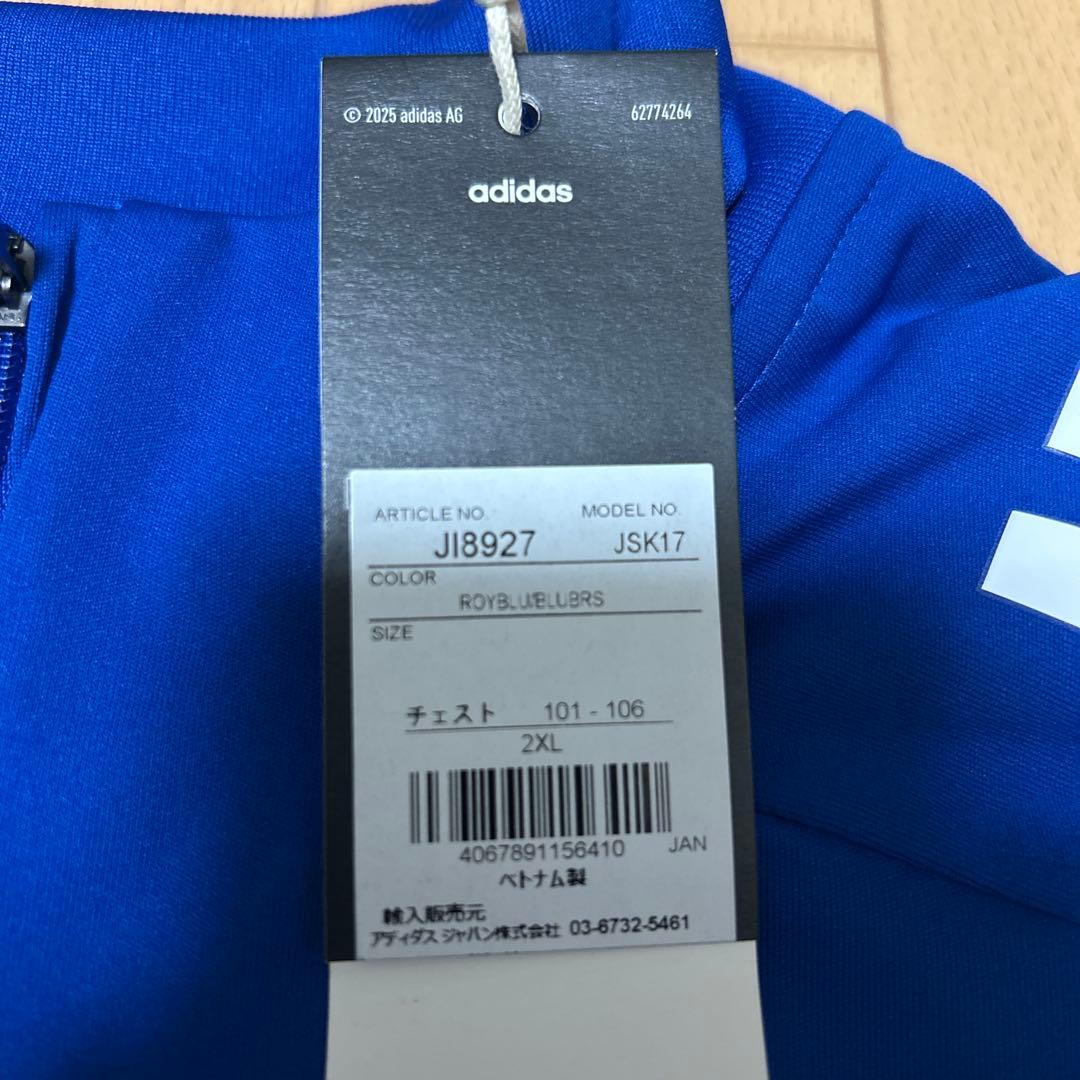 © 2025 adidas AG 62774264
adidas
ARTICLE NO. MODEL NO.
JI8927 JSK17
COLOR
ROYBLU/BLUBRS
SIZE
チェスト 101 - 106
2XL
4067891156410 JAN
ベトナム製
輸入販売元
アディダス ジャパン株式会社 03-6732-5461